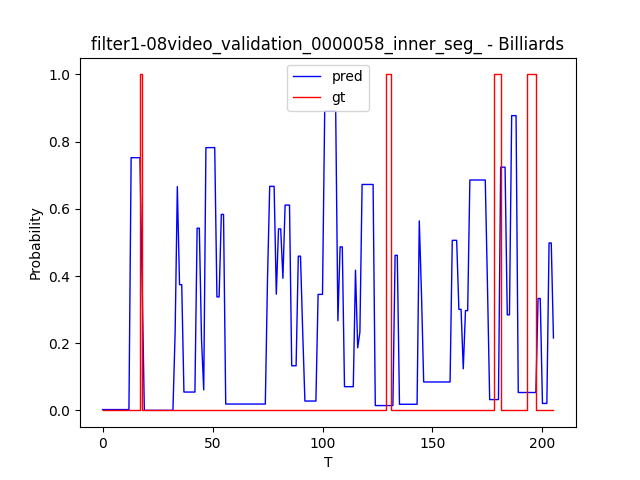 filter1-08video_validation_0000058_inner_seg_ - Billiards
pred
gt
Probability
1.0
0.8
0.6
0.4
0.2
0.0
0
50
100
150
200
T